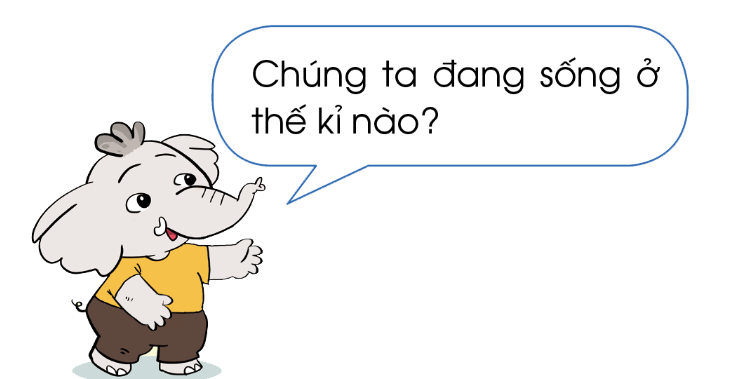 Chúng ta đang sống ở
thế kỉ nào?